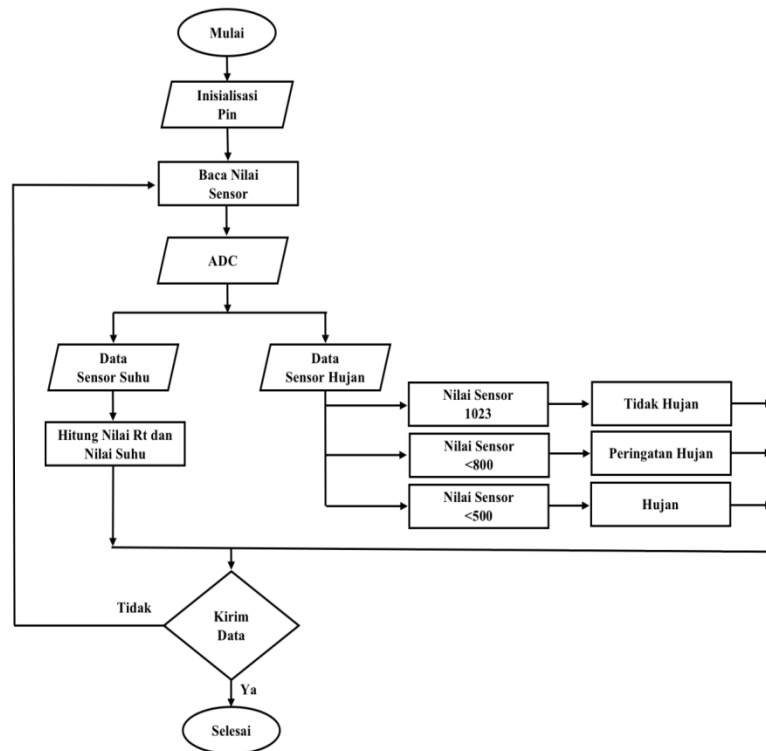 Mulai
Inisialisasi
Pin
Baca Nilai
Sensor
ADC
Data
Sensor Suhu
Data
Sensor Hujan
Hitung Nilai Rt dan
Nilai Suhu
Nilai Sensor
1023
Tidak Hujan
Nilai Sensor
<800
Peringatan Hujan
Nilai Sensor
<500
Hujan
Tidak
Kirim
Data
Ya
Selesai